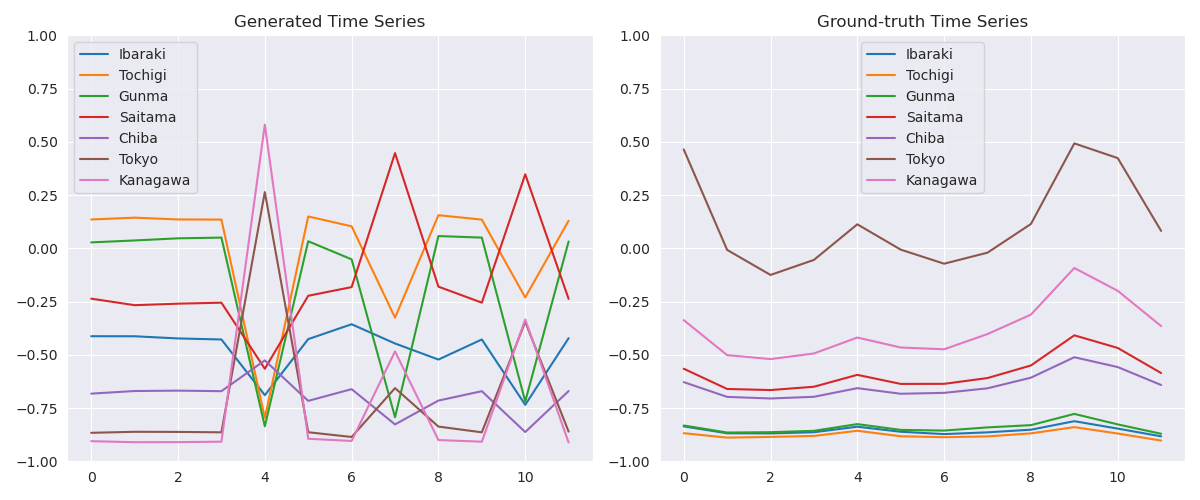 Generated Time Series
1.00
0.75
0.50
0.25
0.00
−0.25
−0.50
−0.75
−1.00
0 2 4 6 8 10
Ibaraki
Tochigi
Gunma
Saitama
Chiba
Tokyo
Kanagawa
Ground-truth Time Series
1.00
0.75
0.50
0.25
0.00
−0.25
−0.50
−0.75
−1.00
0 2 4 6 8 10
Ibaraki
Tochigi
Gunma
Saitama
Chiba
Tokyo
Kanagawa